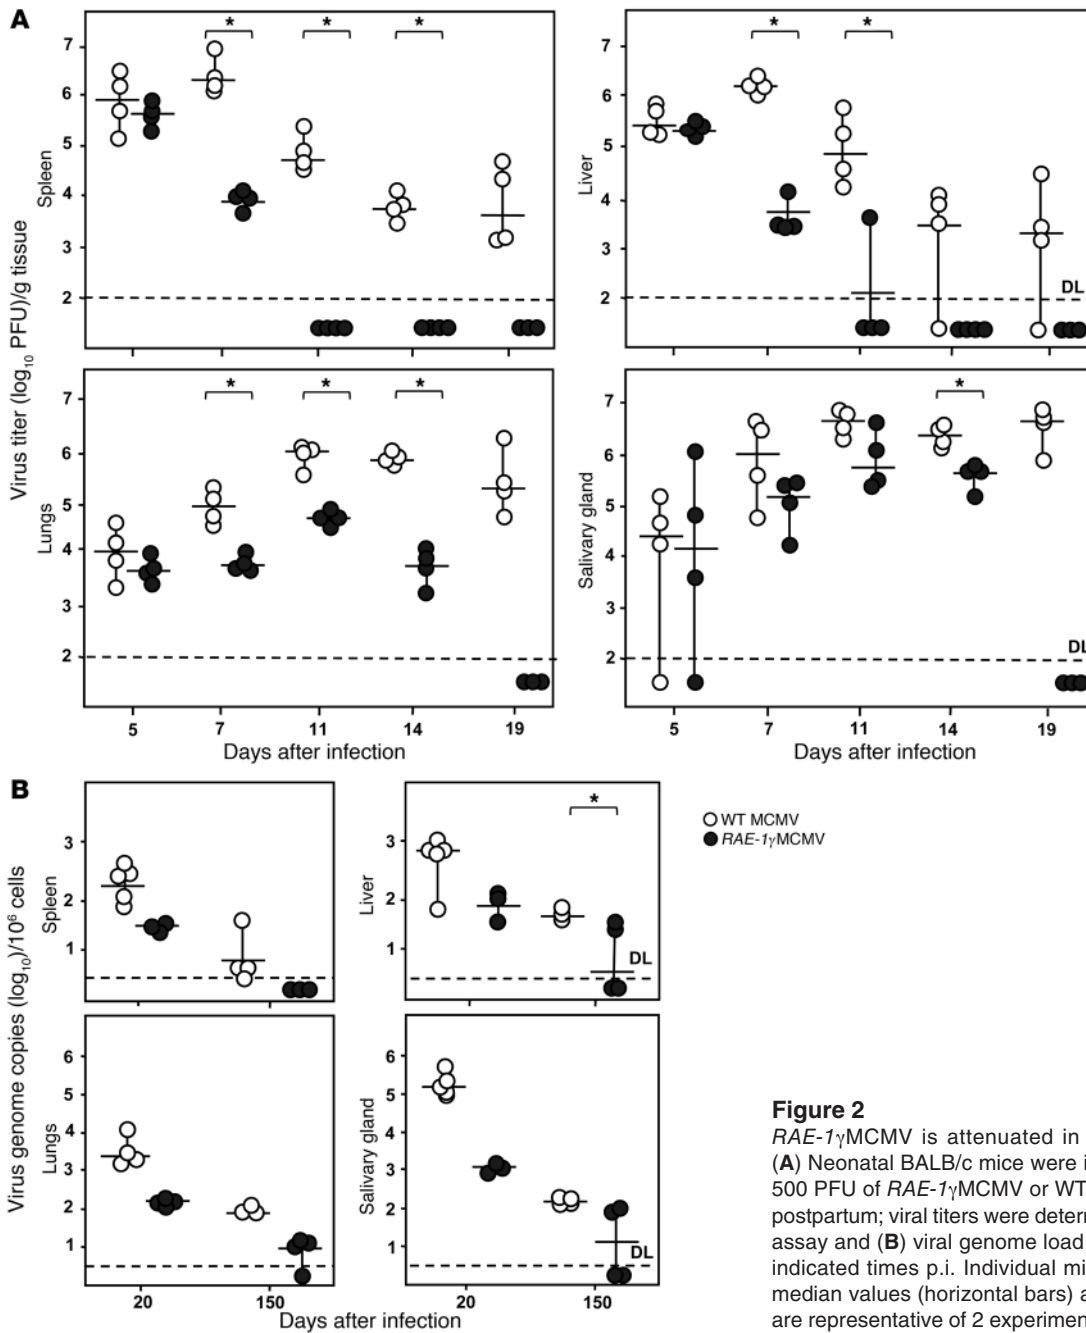 A
Virus titer (log10 PFU)/g tissue
Spleen
7
6
5
4
3
2
* * *
Liver
7
6
5
4
3
2
* *
DL
Lungs
7
6
5
4
3
2
* * *
5 7 11 14 19
Days after infection
Salivary gland
7
6
5
4
3
2
*
DL
5 7 11 14 19
Days after infection
B
Virus genome copies (log10)/10⁶ cells
Spleen
3
2
1
Liver
3
2
1
*
DL
WT MCMV
RAE-1γMCMV
Lungs
6
5
4
3
2
1
20 150
Salivary gland
6
5
4
3
2
1
DL
20 150
Days after infection
Figure 2
RAE-1γMCMV is attenuated in
(A) Neonatal BALB/c mice were
500 PFU of RAE-1γMCMV or WT
postpartum; viral titers were
assay and (B) viral genome load
indicated times p.i. Individual
median values (horizontal bars)
are representative of 2